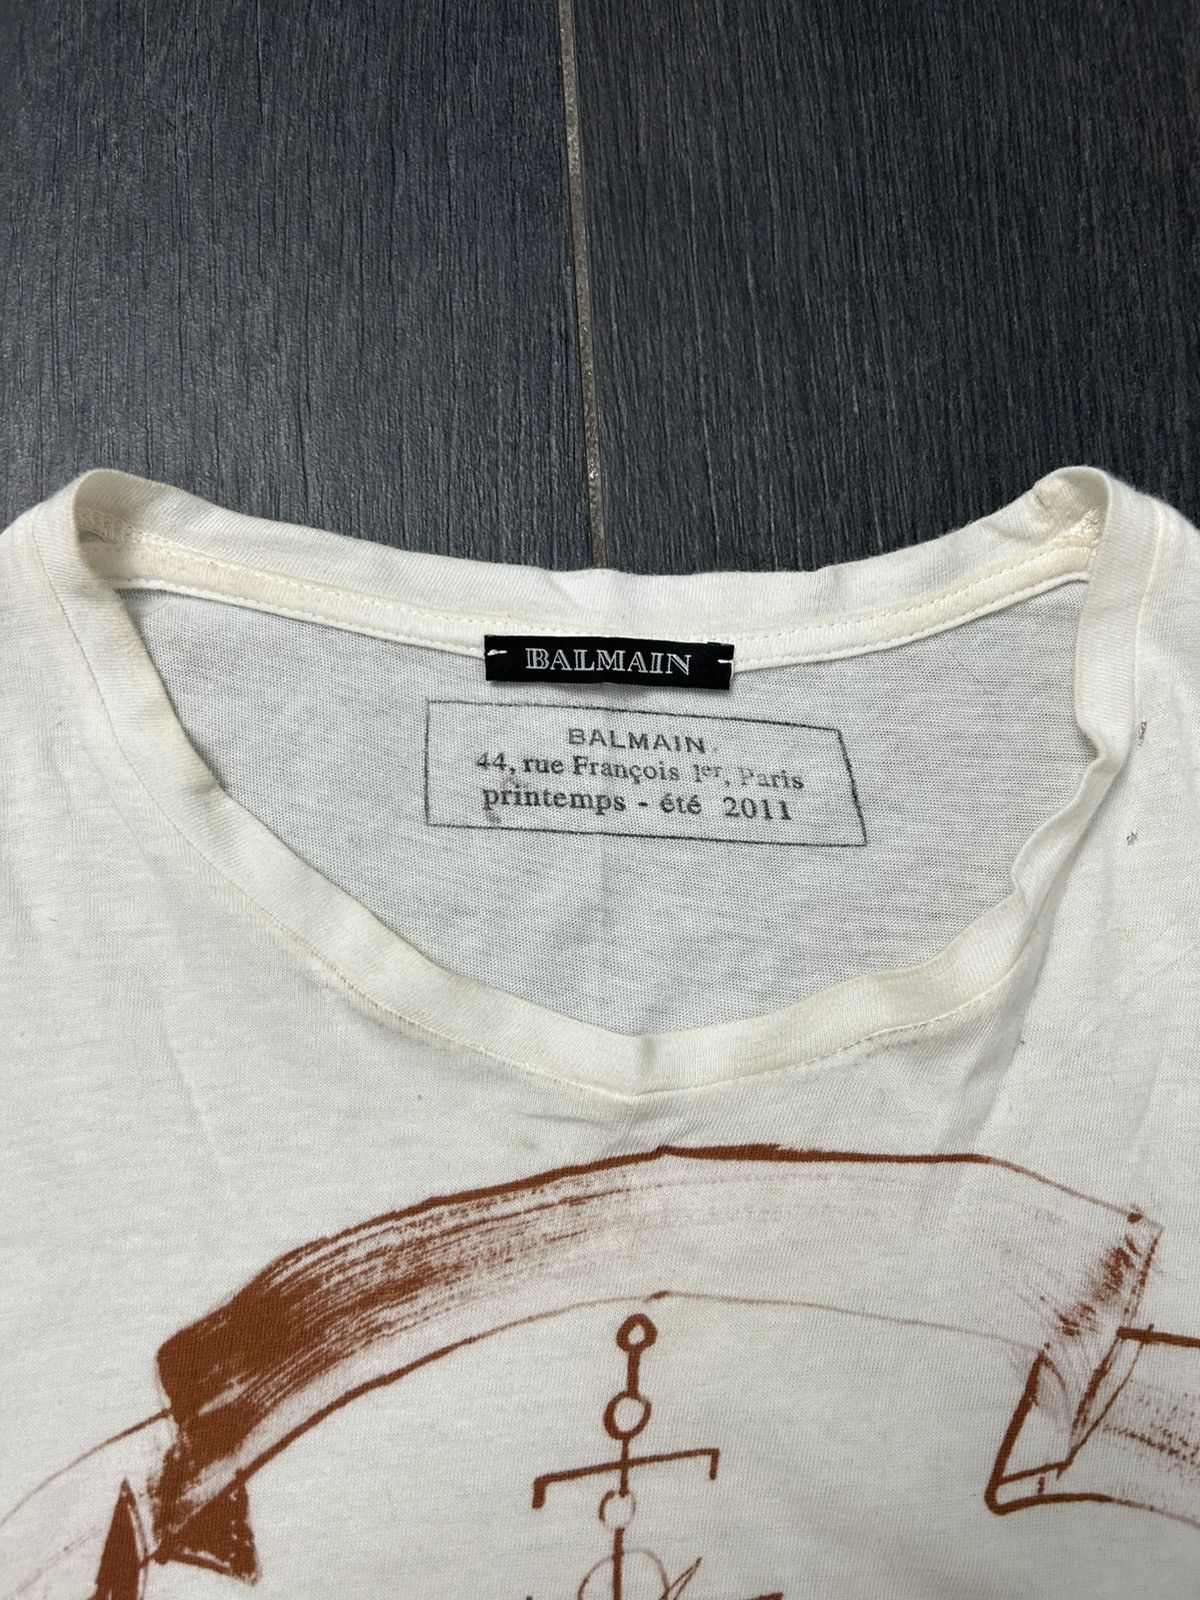 BALMAIN
BALMAIN
44, rue François 1er, Paris
printemps - été 2011